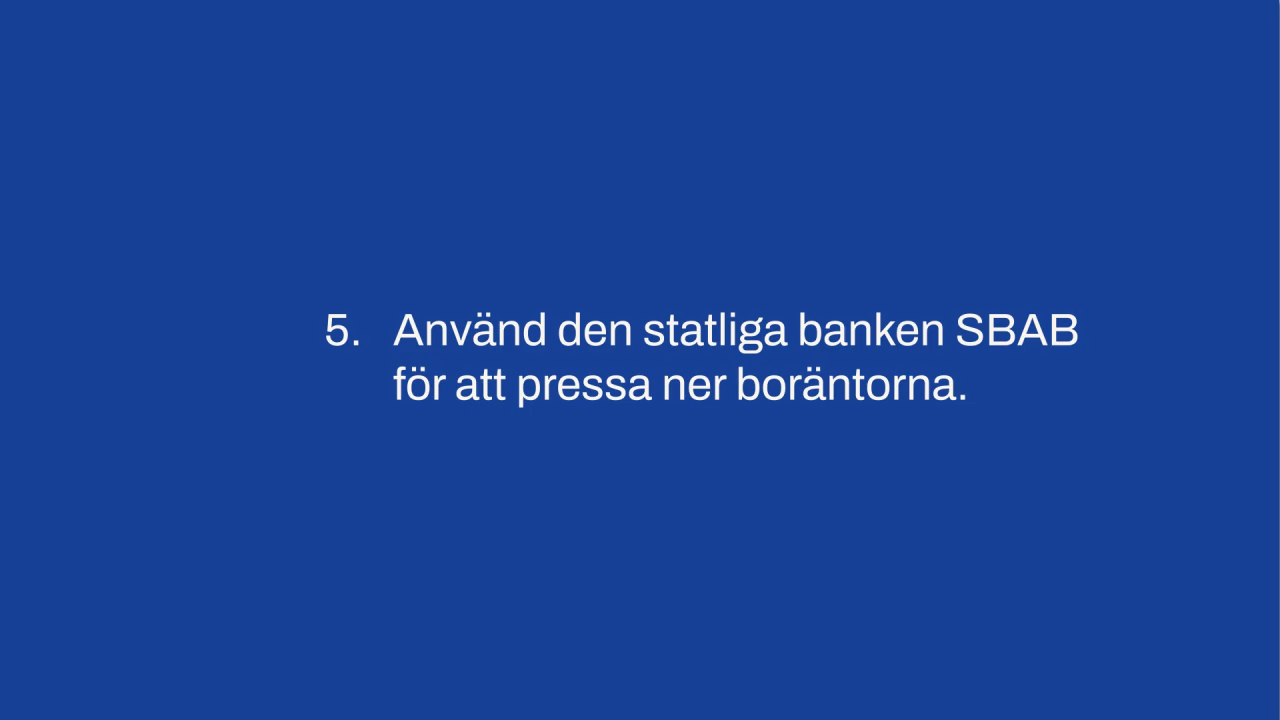 5. Använd den statliga banken SBAB
för att pressa ner boräntorna.